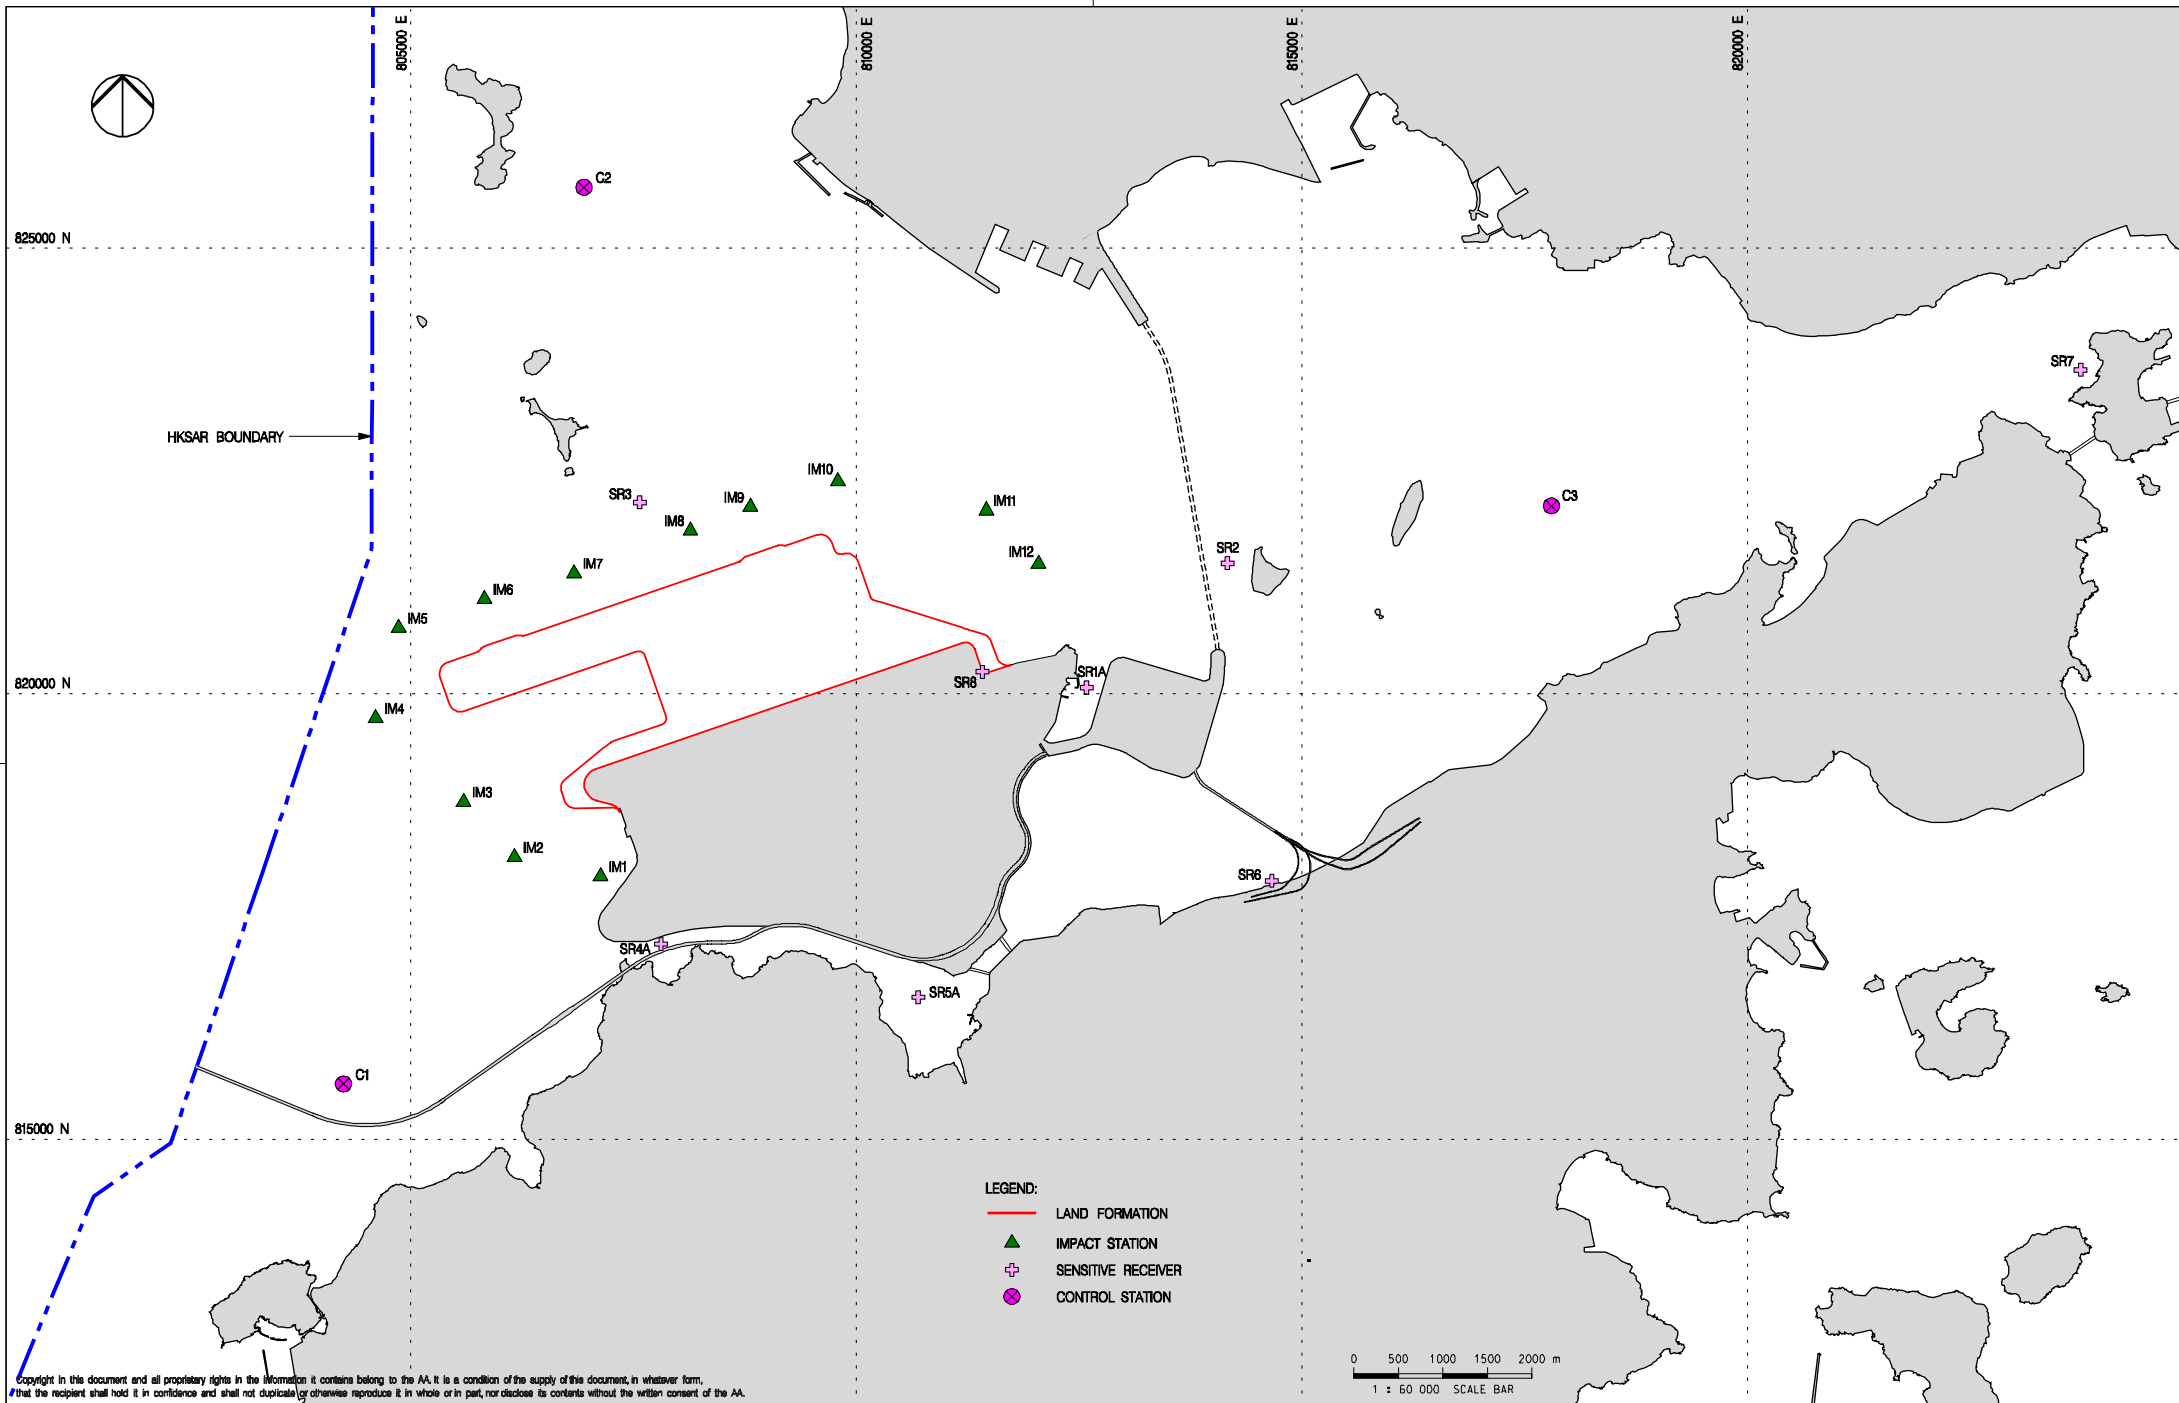 805000 E
810000 E
815000 E
820000 E
C2
825000 N
SR7
HKSAR BOUNDARY
IM10
SR3
IM9
IM11
C3
IM8
IM12
SR2
IM7
IM6
IM5
SR1A
SR8
820000 N
IM4
IM3
IM2
IM1
SR6
SR4A
SR5A
C1
815000 N
LEGEND:
LAND FORMATION
IMPACT STATION
SENSITIVE RECEIVER
CONTROL STATION
0 500 1000 1500 2000 m
1 : 60 000 SCALE BAR
Copyright in this document and all proprietary rights in the information it contains belong to the AA. It is a condition of the supply of this document, in whatever form,
that the recipient shall hold it in confidence and shall not duplicate or otherwise reproduce it in whole or in part, nor disclose its contents without the written consent of the AA.